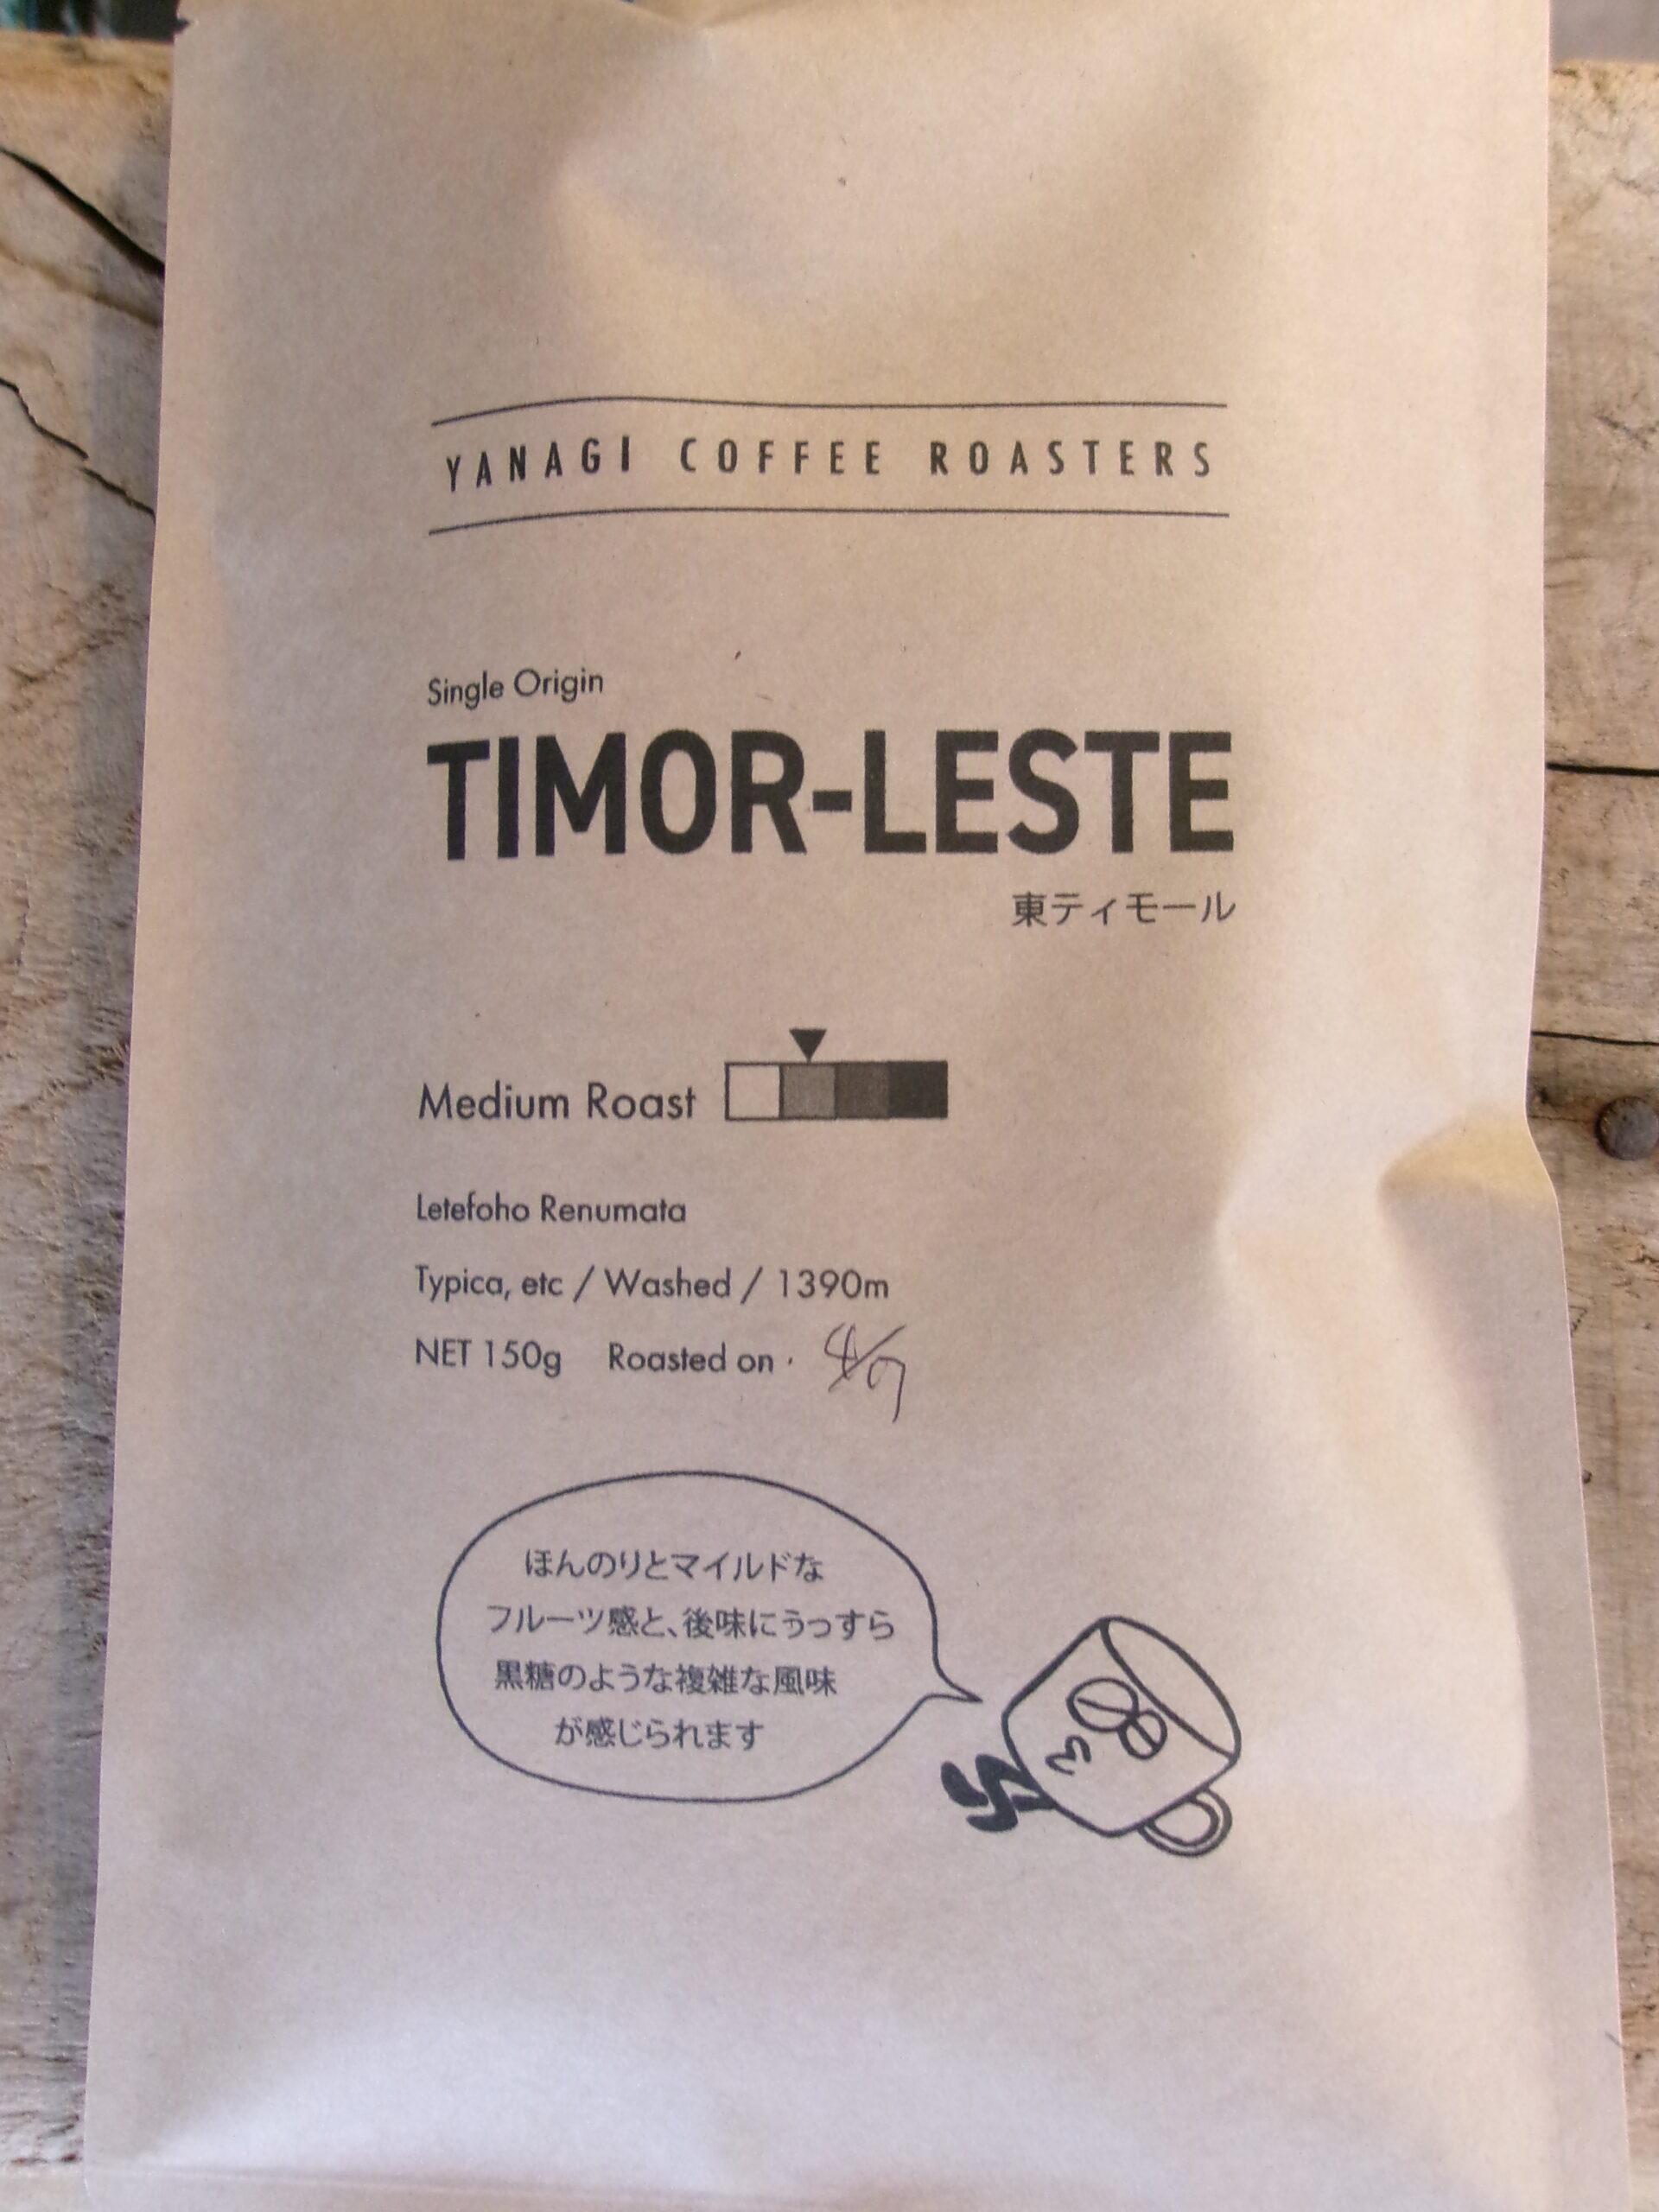 YANAGI COFFEE ROASTERS
Single Origin
TIMOR-LESTE
東ティモール
Medium Roast
Letefoho Renumata
Typica, etc / Washed / 1390m
NET 150g Roasted on・ 4/7
ほんのりとマイルドな
フルーツ感と、後味にうっすら
黒糖のような複雑な風味
が感じられます